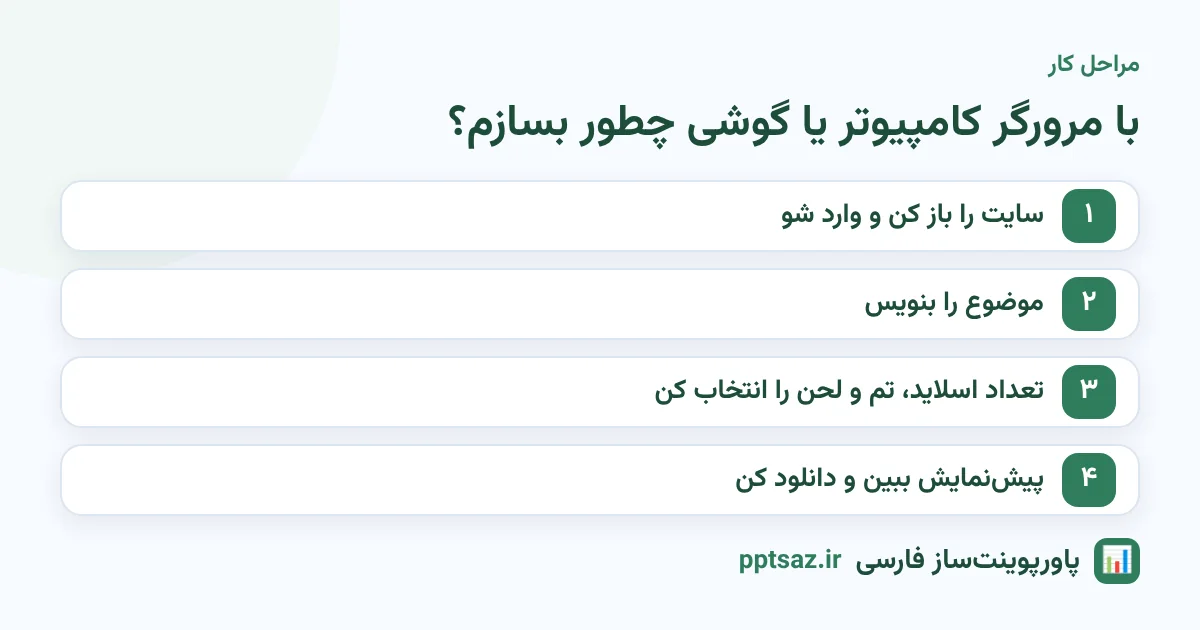 مراحل کار
با مرورگر کامپیوتر یا گوشی چطور بسازم؟
۱ سایت را باز کن و وارد شو
۲ موضوع را بنویس
۳ تعداد اسلاید، تم و لحن را انتخاب کن
۴ پیش‌نمایش ببین و دانلود کن
پاورپوینت‌ساز فارسی pptsaz.ir